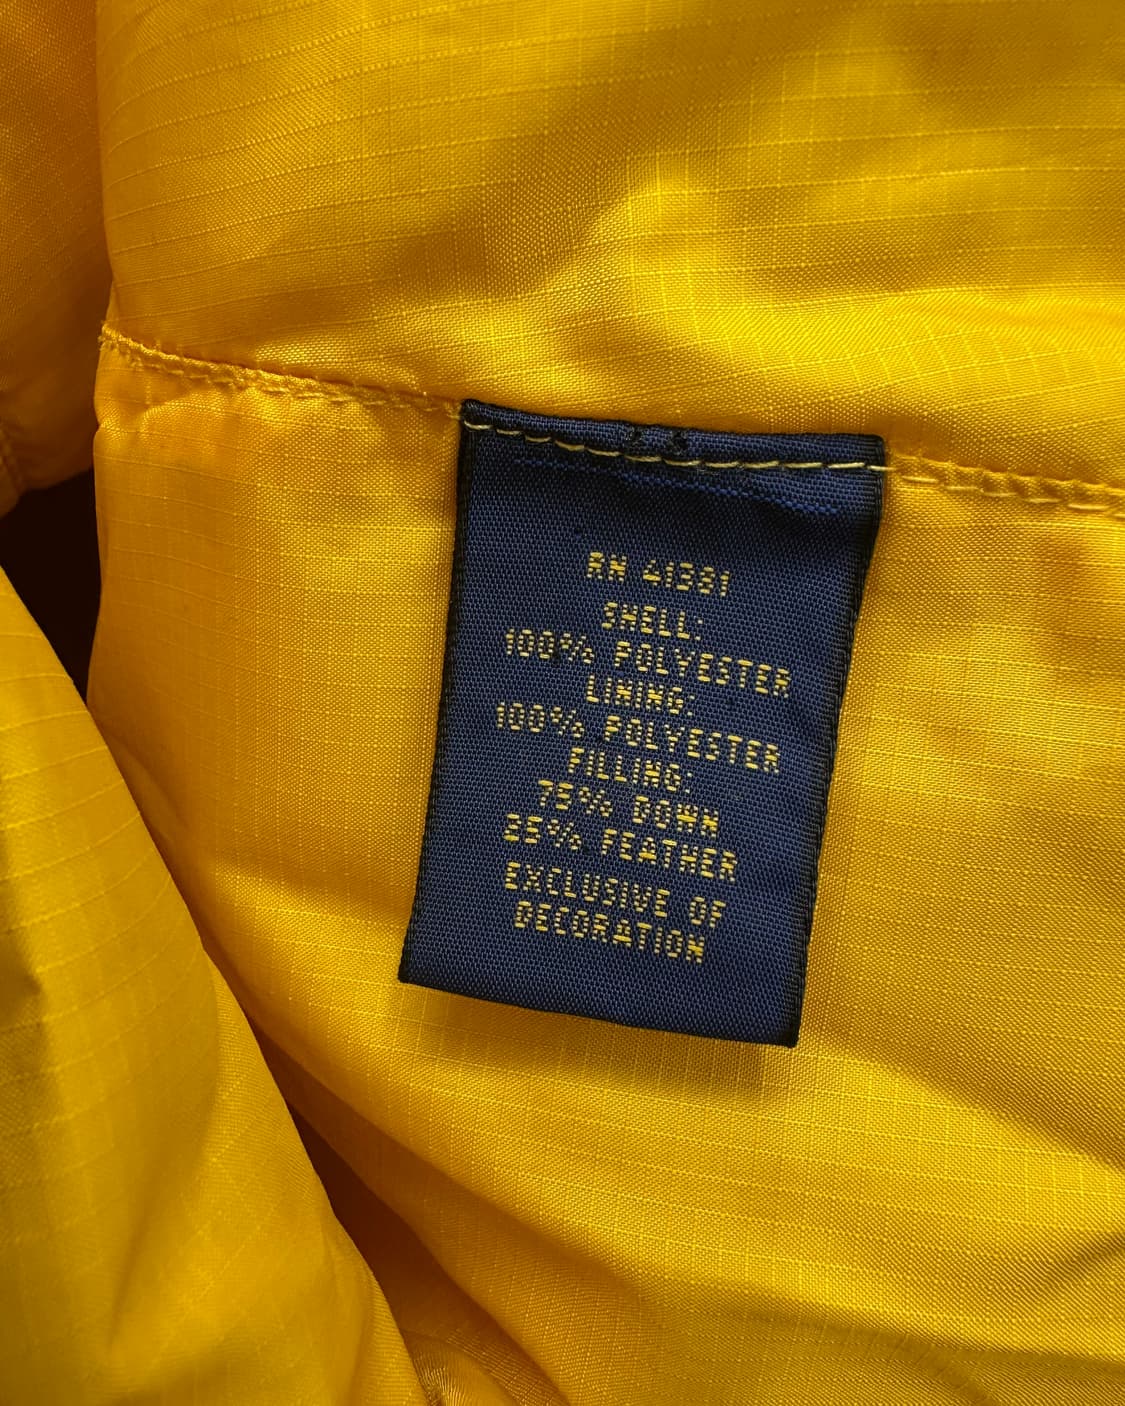 RN 41381
SHELL:
100% POLYESTER
LINING:
100% POLYESTER
FILLING:
75% DOWN
25% FEATHER
EXCLUSIVE OF
DECORATION